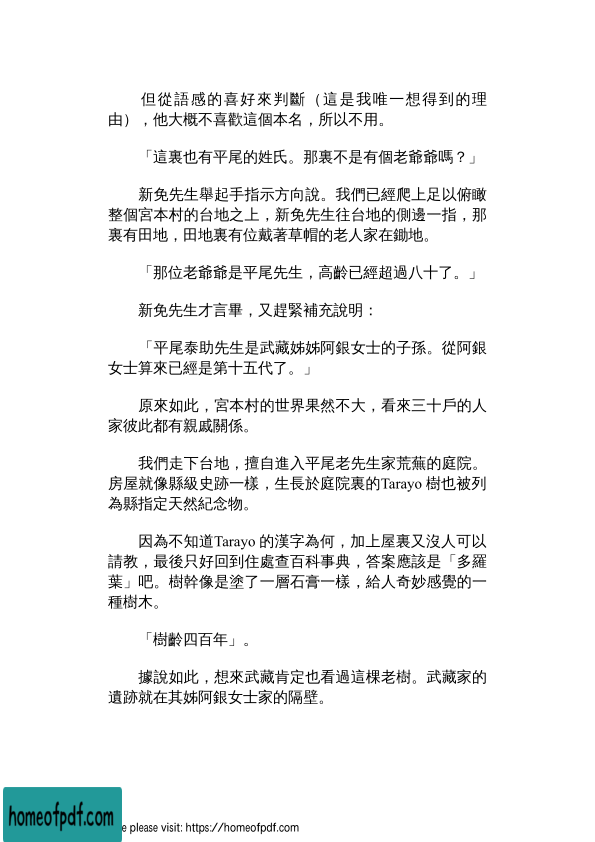 但從語感的喜好來判斷（這是我唯一想得到的理
由），他大概不喜歡這個本名，所以不用。
「這裏也有平尾的姓氏。那裏不是有個老爺爺嗎？」
新免先生舉起手指示方向說。我們已經爬上足以俯瞰
整個宮本村的台地之上，新免先生往台地的側邊一指，那
裏有田地，田地裏有位戴著草帽的老人家在鋤地。
「那位老爺爺是平尾先生，高齡已經超過八十了。」
新免先生才言畢，又趕緊補充說明：
「平尾泰助先生是武藏姊姊阿銀女士的子孫。從阿銀
女士算來已經是第十五代了。」
原來如此，宮本村的世界果然不大，看來三十戶的人
家彼此都有親戚關係。
我們走下台地，擅自進入平尾老先生家荒蕪的庭院。
房屋就像縣級史跡一樣，生長於庭院裏的Tarayo 樹也被列
為縣指定天然紀念物。
因為不知道Tarayo 的漢字為何，加上屋裏又沒人可以
請教，最後只好回到住處查百科事典，答案應該是「多羅
葉」吧。樹幹像是塗了一層石膏一樣，給人奇妙感覺的一
種樹木。
「樹齡四百年」。
據說如此，想來武藏肯定也看過這棵老樹。武藏家的
遺跡就在其姊阿銀女士家的隔壁。
homeofpdf.com
please visit: https://homeofpdf.com